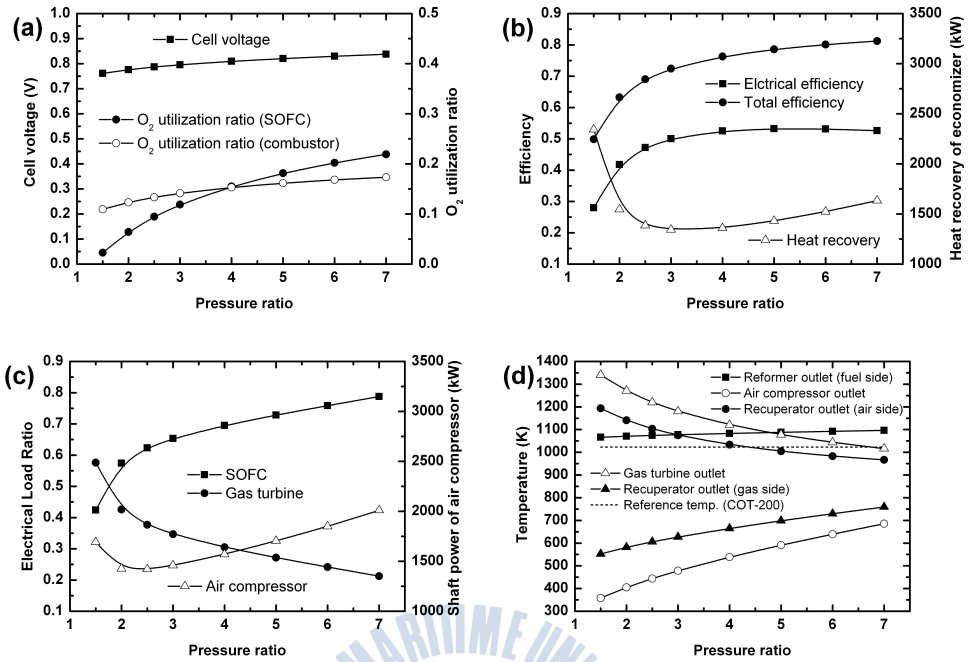 (a)
Cell voltage
O2 utilization ratio (SOFC)
O2 utilization ratio (combustor)
Cell voltage (V)
1.0
0.9
0.8
0.7
0.6
0.5
0.4
0.3
0.2
0.1
0.0
O2 utilization ratio
0.5
0.4
0.3
0.2
0.1
0.0
1 2 3 4 5 6 7
Pressure ratio
(b)
Elctrical efficiency
Total efficiency
Heat recovery
Efficiency
0.9
0.8
0.7
0.6
0.5
0.4
0.3
0.2
0.1
Heat recovery of economizer (kW)
3500
3000
2500
2000
1500
1000
1 2 3 4 5 6 7
Pressure ratio
(c)
SOFC
Gas turbine
Air compressor
Electrical Load Ratio
0.9
0.8
0.7
0.6
0.5
0.4
0.3
0.2
0.1
Shaft power of air compressor (kW)
3500
3000
2500
2000
1500
1000
1 2 3 4 5 6 7
Pressure ratio
(d)
Reformer outlet (fuel side)
Air compressor outlet
Recuperator outlet (air side)
Gas turbine outlet
Recuperator outlet (gas side)
Reference temp. (COT-200)
Temperature (K)
1400
1300
1200
1100
1000
900
800
700
600
500
400
300
1 2 3 4 5 6 7
Pressure ratio
MARITIME UN